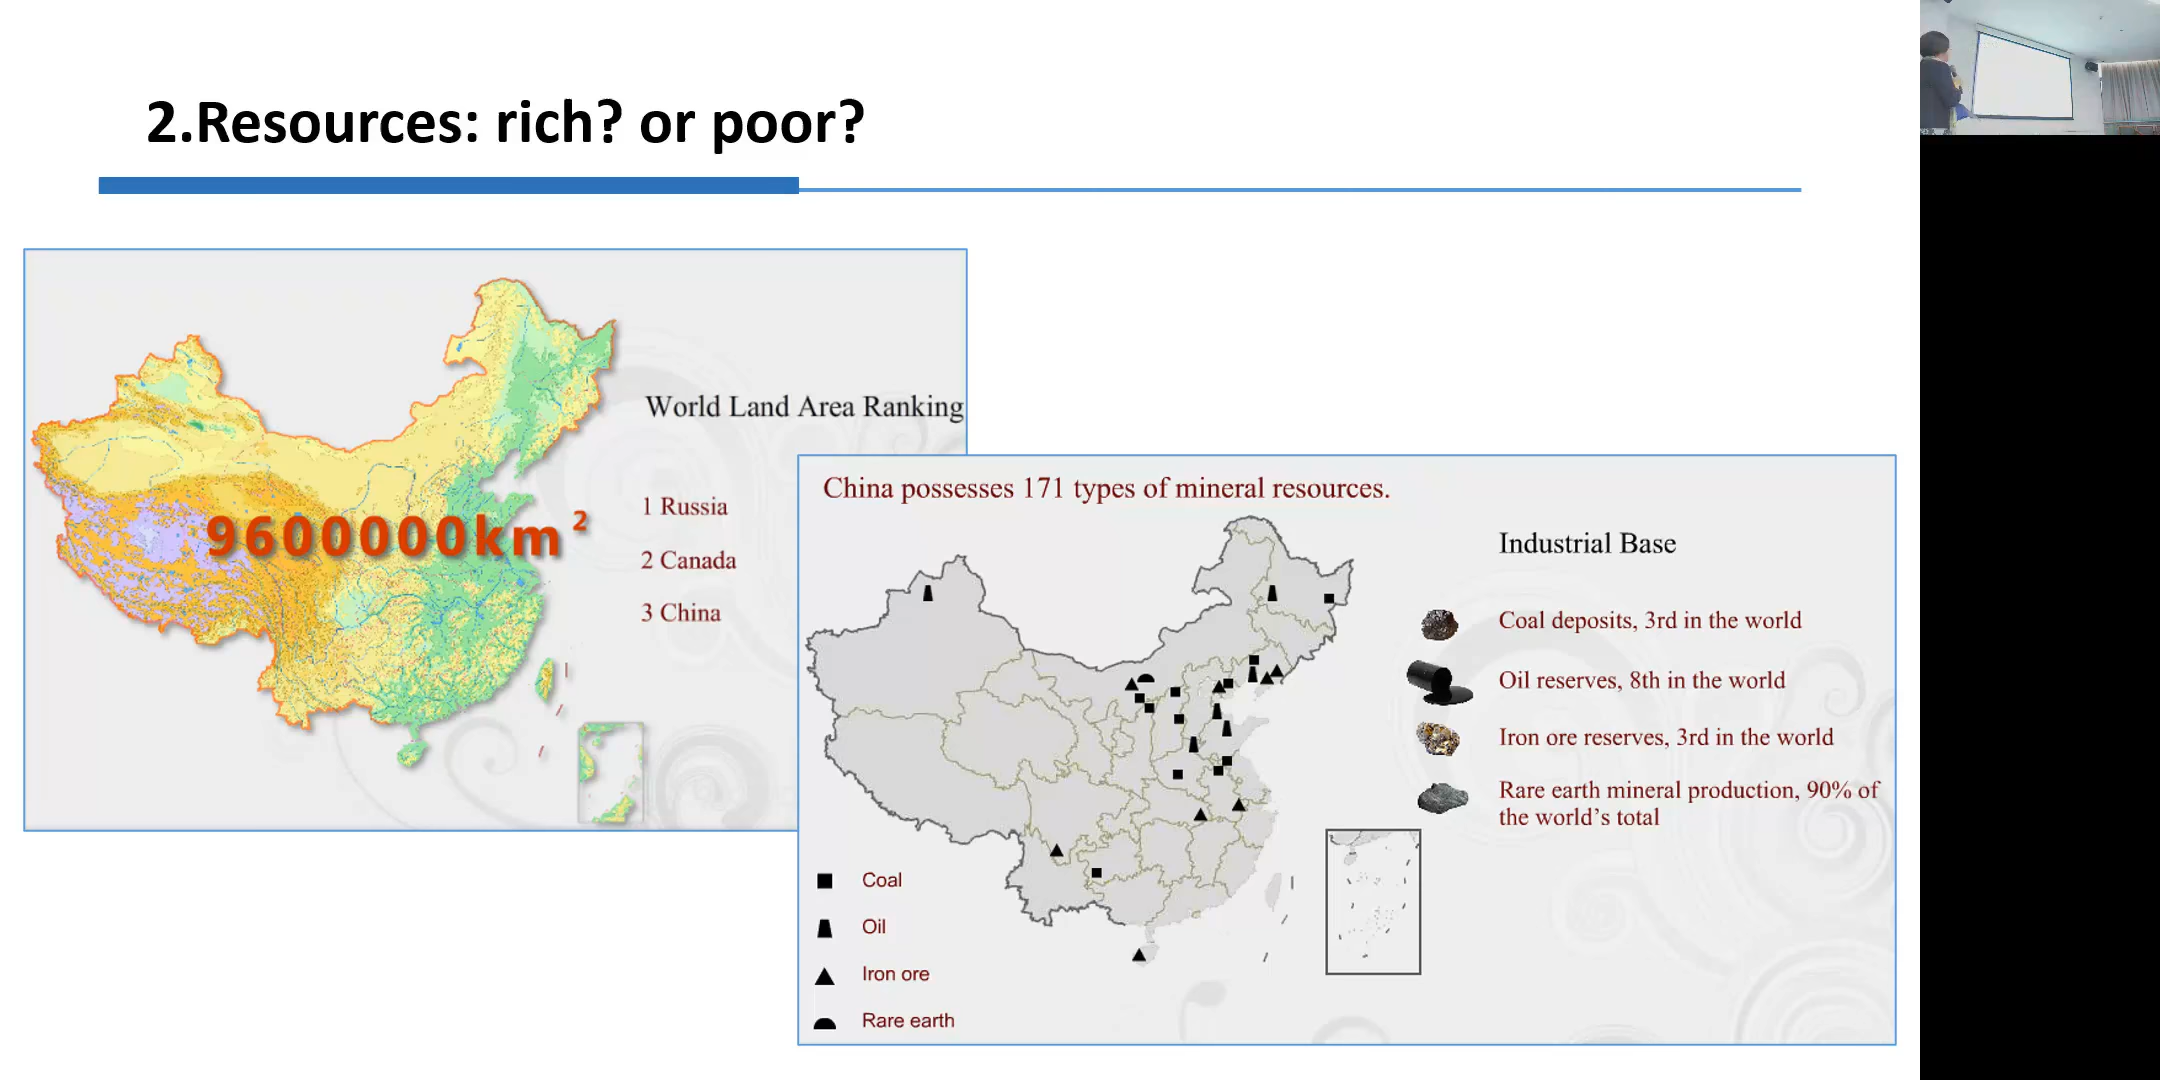 2.Resources: rich? or poor?
9600000km²
World Land Area Ranking
1 Russia
2 Canada
3 China
China possesses 171 types of mineral resources.
Industrial Base
Coal deposits, 3rd in the world
Oil reserves, 8th in the world
Iron ore reserves, 3rd in the world
Rare earth mineral production, 90% of
the world's total
Coal
Oil
Iron ore
Rare earth